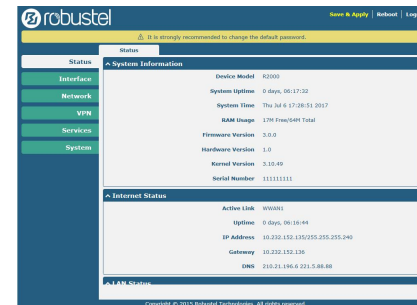 robustel
Save & Apply | Reboot |
It is strongly recommended to change the default password.
Status
Status
Interface
Network
VPN
Services
System
^ System Information
Device Model R2000
System Uptime 0 days, 06:17:32
System Time Thu Jul 6 17:28:51 2017
RAM Usage 17M Free/64M Total
Firmware Version 3.0.0
Hardware Version 1.0
Kernel Version 3.10.49
Serial Number 111111111
^ Internet Status
Active Link WWAN1
Uptime 0 days, 06:16:44
IP Address 10.232.152.135/255.255.255.240
Gateway 10.232.152.136
DNS 210.21.196.6 221.5.88.88
^ LAN Status
Copyright © 2015 Robustel Technologies. All rights reserved.